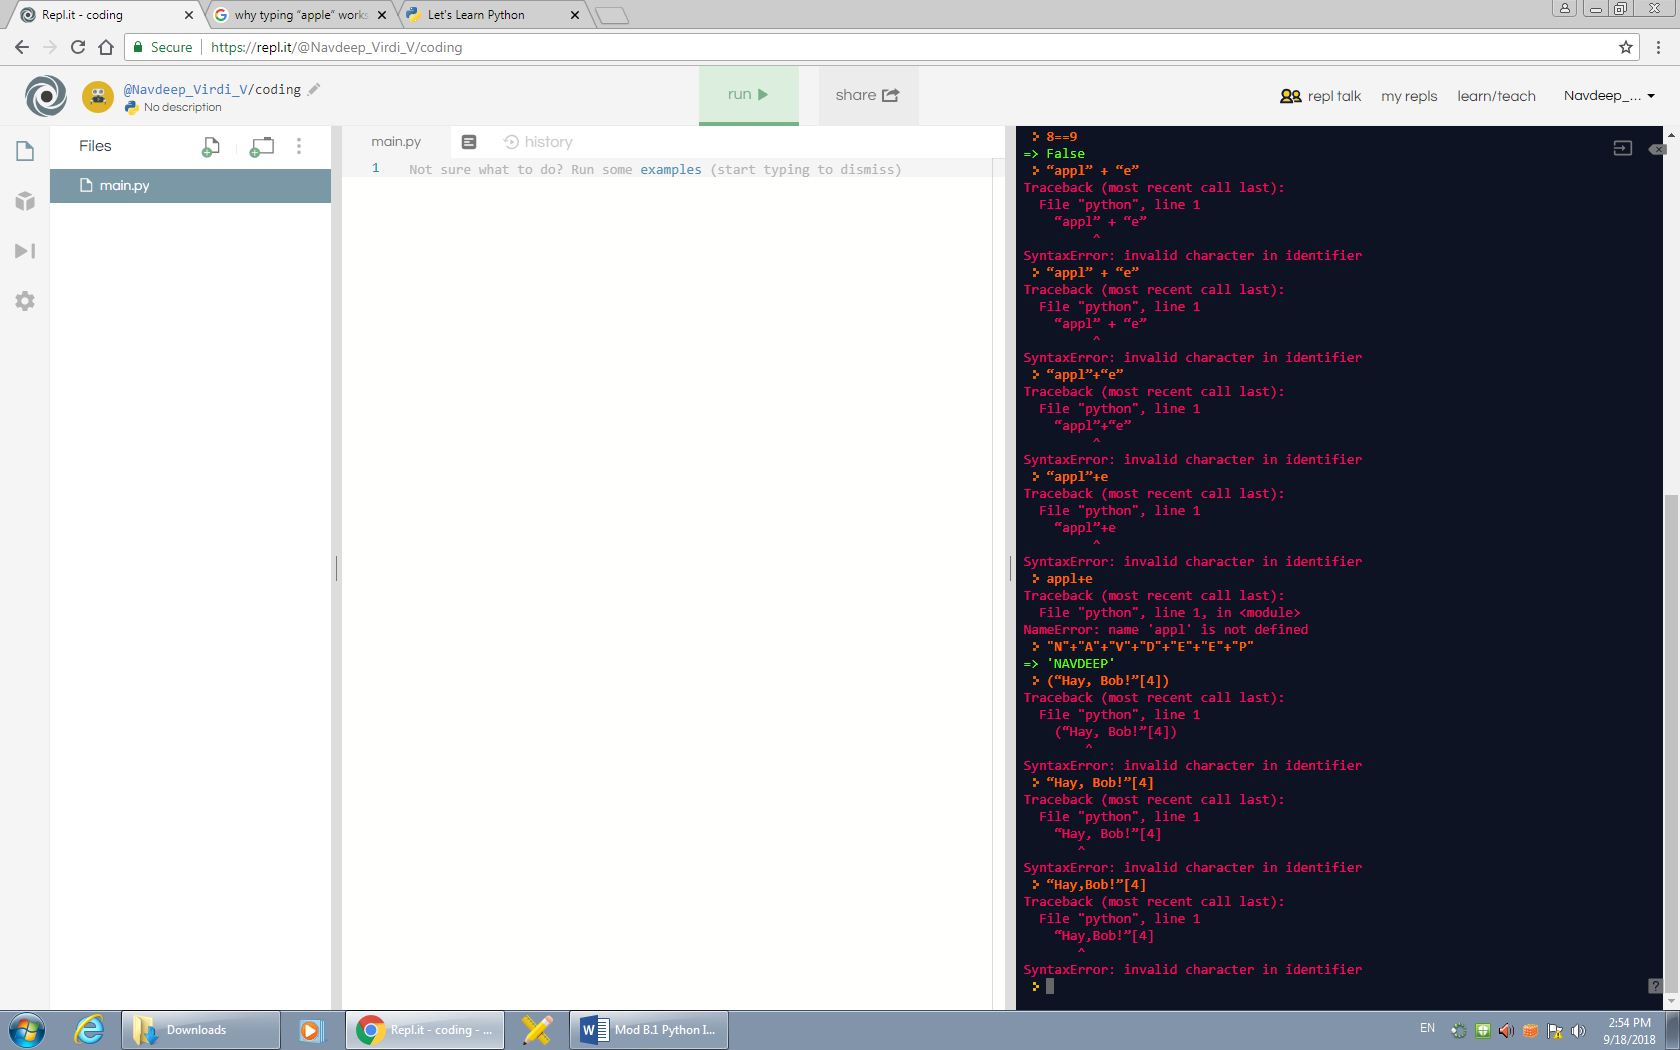 Repl.it - coding
why typing “apple” works
Let's Learn Python
Secure
https://repl.it/@Navdeep_Virdi_V/coding
@Navdeep_Virdi_V/coding
No description
run
share
repl talk
my repls
learn/teach
Navdeep_...
Files
main.py
main.py
history
1 Not sure what to do? Run some examples (start typing to dismiss)
8==9
=> False
“appl” + “e”
Traceback (most recent call last):
File "python", line 1
“appl” + “e”
^
SyntaxError: invalid character in identifier
“appl” + “e”
Traceback (most recent call last):
File "python", line 1
“appl” + “e”
^
SyntaxError: invalid character in identifier
“appl”+“e”
Traceback (most recent call last):
File "python", line 1
“appl”+“e”
^
SyntaxError: invalid character in identifier
“appl”+e
Traceback (most recent call last):
File "python", line 1
“appl”+e
^
SyntaxError: invalid character in identifier
appl+e
Traceback (most recent call last):
File "python", line 1, in <module>
NameError: name 'appl' is not defined
"N"+"A"+"V"+"D"+"E"+"E"+"P"
=> 'NAVDEEP'
(“Hay, Bob!”[4])
Traceback (most recent call last):
File "python", line 1
(“Hay, Bob!”[4])
^
SyntaxError: invalid character in identifier
“Hay, Bob!”[4]
Traceback (most recent call last):
File "python", line 1
“Hay, Bob!”[4]
^
SyntaxError: invalid character in identifier
“Hay,Bob!”[4]
Traceback (most recent call last):
File "python", line 1
“Hay,Bob!”[4]
^
SyntaxError: invalid character in identifier
?
Downloads
Repl.it - coding - ...
Mod B.1 Python I...
EN
2:54 PM
9/18/2018